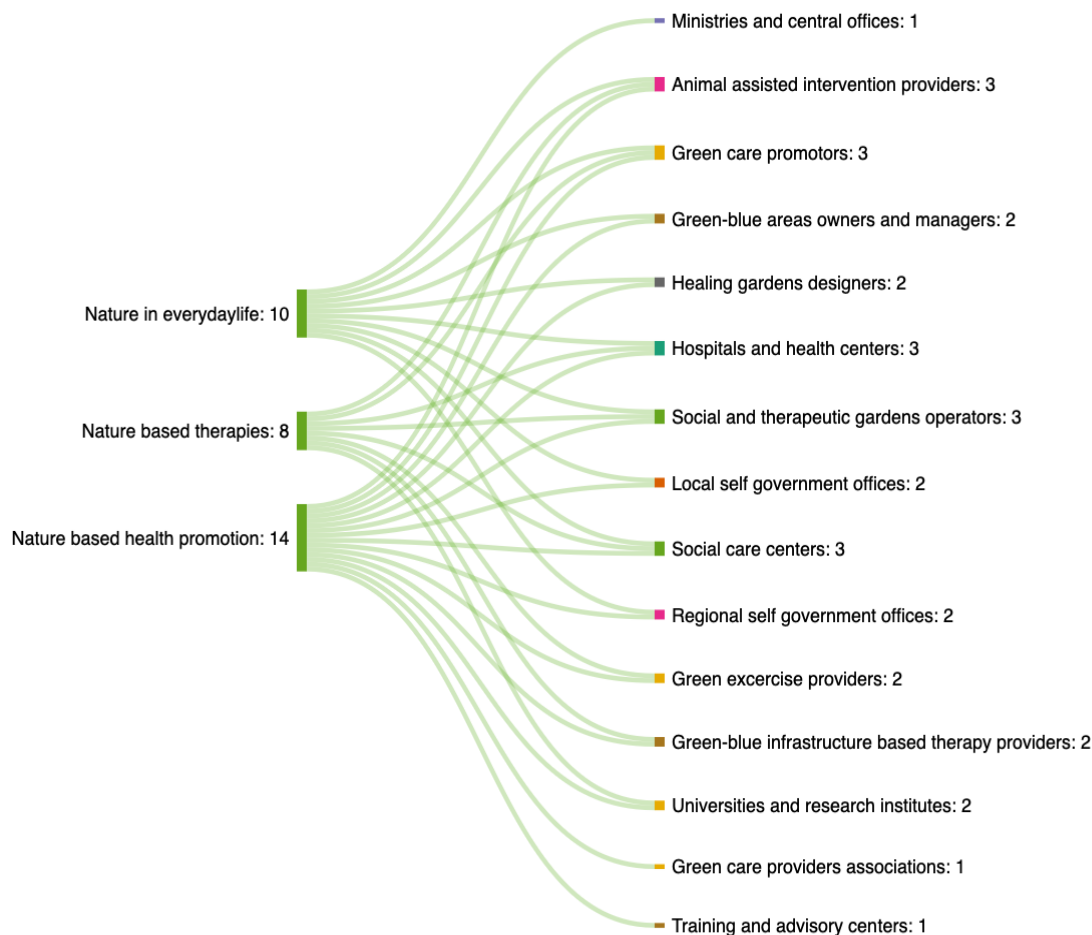 Ministries and central offices: 1
Animal assisted intervention providers: 3
Green care promotors: 3
Green-blue areas owners and managers: 2
Healing gardens designers: 2
Nature in everydaylife: 10
Hospitals and health centers: 3
Social and therapeutic gardens operators: 3
Nature based therapies: 8
Local self government offices: 2
Nature based health promotion: 14
Social care centers: 3
Regional self government offices: 2
Green excercise providers: 2
Green-blue infrastructure based therapy providers: 2
Universities and research institutes: 2
Green care providers associations: 1
Training and advisory centers: 1